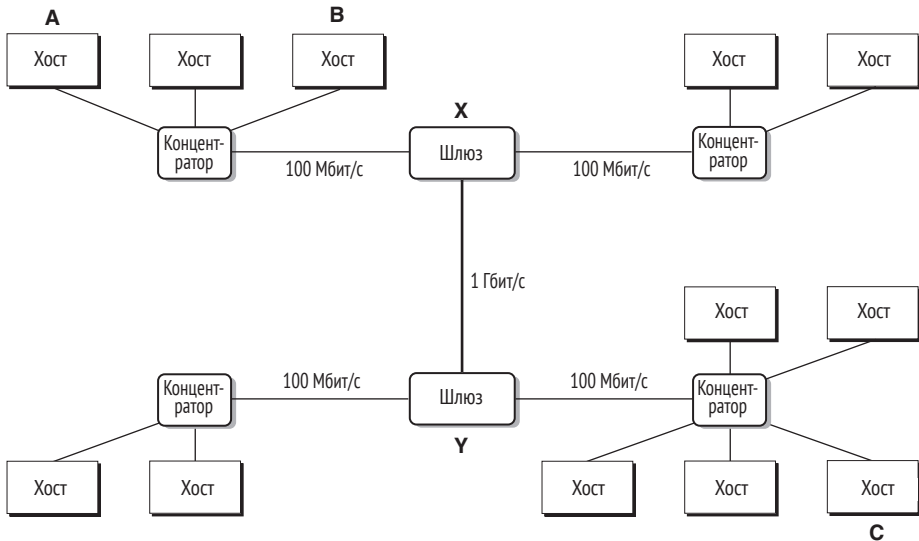 A
B
Хост
Хост
Хост
Хост
Хост
X
Концент-
ратор
Шлюз
Концент-
ратор
100 Мбит/с
100 Мбит/с
1 Гбит/с
Хост
Хост
Концент-
ратор
100 Мбит/с
Шлюз
100 Мбит/с
Концент-
ратор
Y
Хост
Хост
Хост
Хост
Хост
C